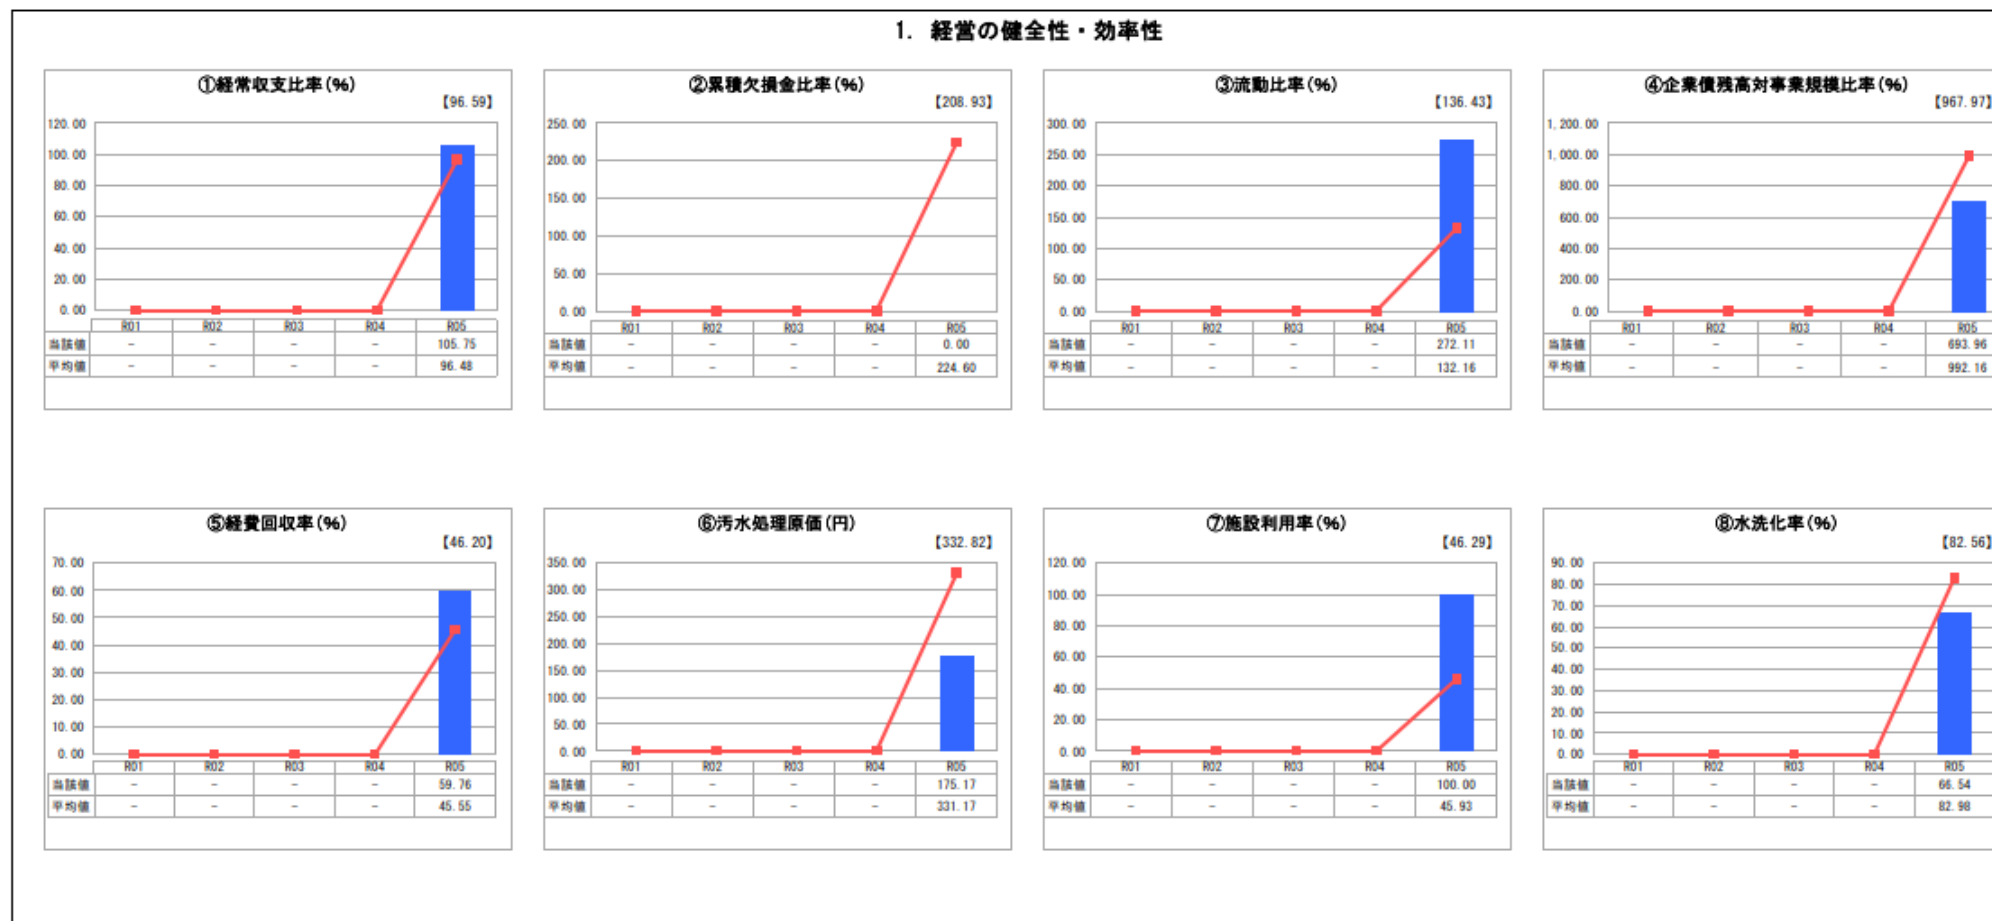 1. 経営の健全性・効率性
①経常収支比率(%)
【96.59】
120.00
100.00
80.00
60.00
40.00
20.00
0.00
R01 R02 R03 R04 R05
当該値 - - - - 105.75
平均値 - - - - 96.48
②累積欠損金比率(%)
【208.93】
250.00
200.00
150.00
100.00
50.00
0.00
R01 R02 R03 R04 R05
当該値 - - - - 0.00
平均値 - - - - 224.60
③流動比率(%)
【136.43】
300.00
250.00
200.00
150.00
100.00
50.00
0.00
R01 R02 R03 R04 R05
当該値 - - - - 272.11
平均値 - - - - 132.16
④企業債残高対事業規模比率(%)
【967.97】
1,200.00
1,000.00
800.00
600.00
400.00
200.00
0.00
R01 R02 R03 R04 R05
当該値 - - - - 693.96
平均値 - - - - 992.16
⑤経費回収率(%)
【46.20】
70.00
60.00
50.00
40.00
30.00
20.00
10.00
0.00
R01 R02 R03 R04 R05
当該値 - - - - 59.76
平均値 - - - - 45.55
⑥汚水処理原価(円)
【332.82】
350.00
300.00
250.00
200.00
150.00
100.00
50.00
0.00
R01 R02 R03 R04 R05
当該値 - - - - 175.17
平均値 - - - - 331.17
⑦施設利用率(%)
【46.29】
120.00
100.00
80.00
60.00
40.00
20.00
0.00
R01 R02 R03 R04 R05
当該値 - - - - 100.00
平均値 - - - - 45.93
⑧水洗化率(%)
【82.56】
90.00
80.00
70.00
60.00
50.00
40.00
30.00
20.00
10.00
0.00
R01 R02 R03 R04 R05
当該値 - - - - 66.54
平均値 - - - - 82.98